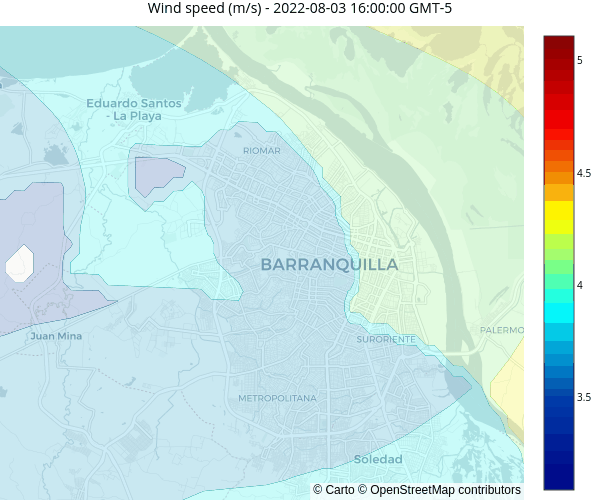 Wind speed (m/s) - 2022-08-03 16:00:00 GMT-5
5
4.5
4
3.5
Eduardo Santos
- La Playa
RIOMAR
BARRANQUILLA
PALERMO
Juan Mina
SURORIENTE
METROPOLITANA
Soledad
© Carto © OpenStreetMap contributors